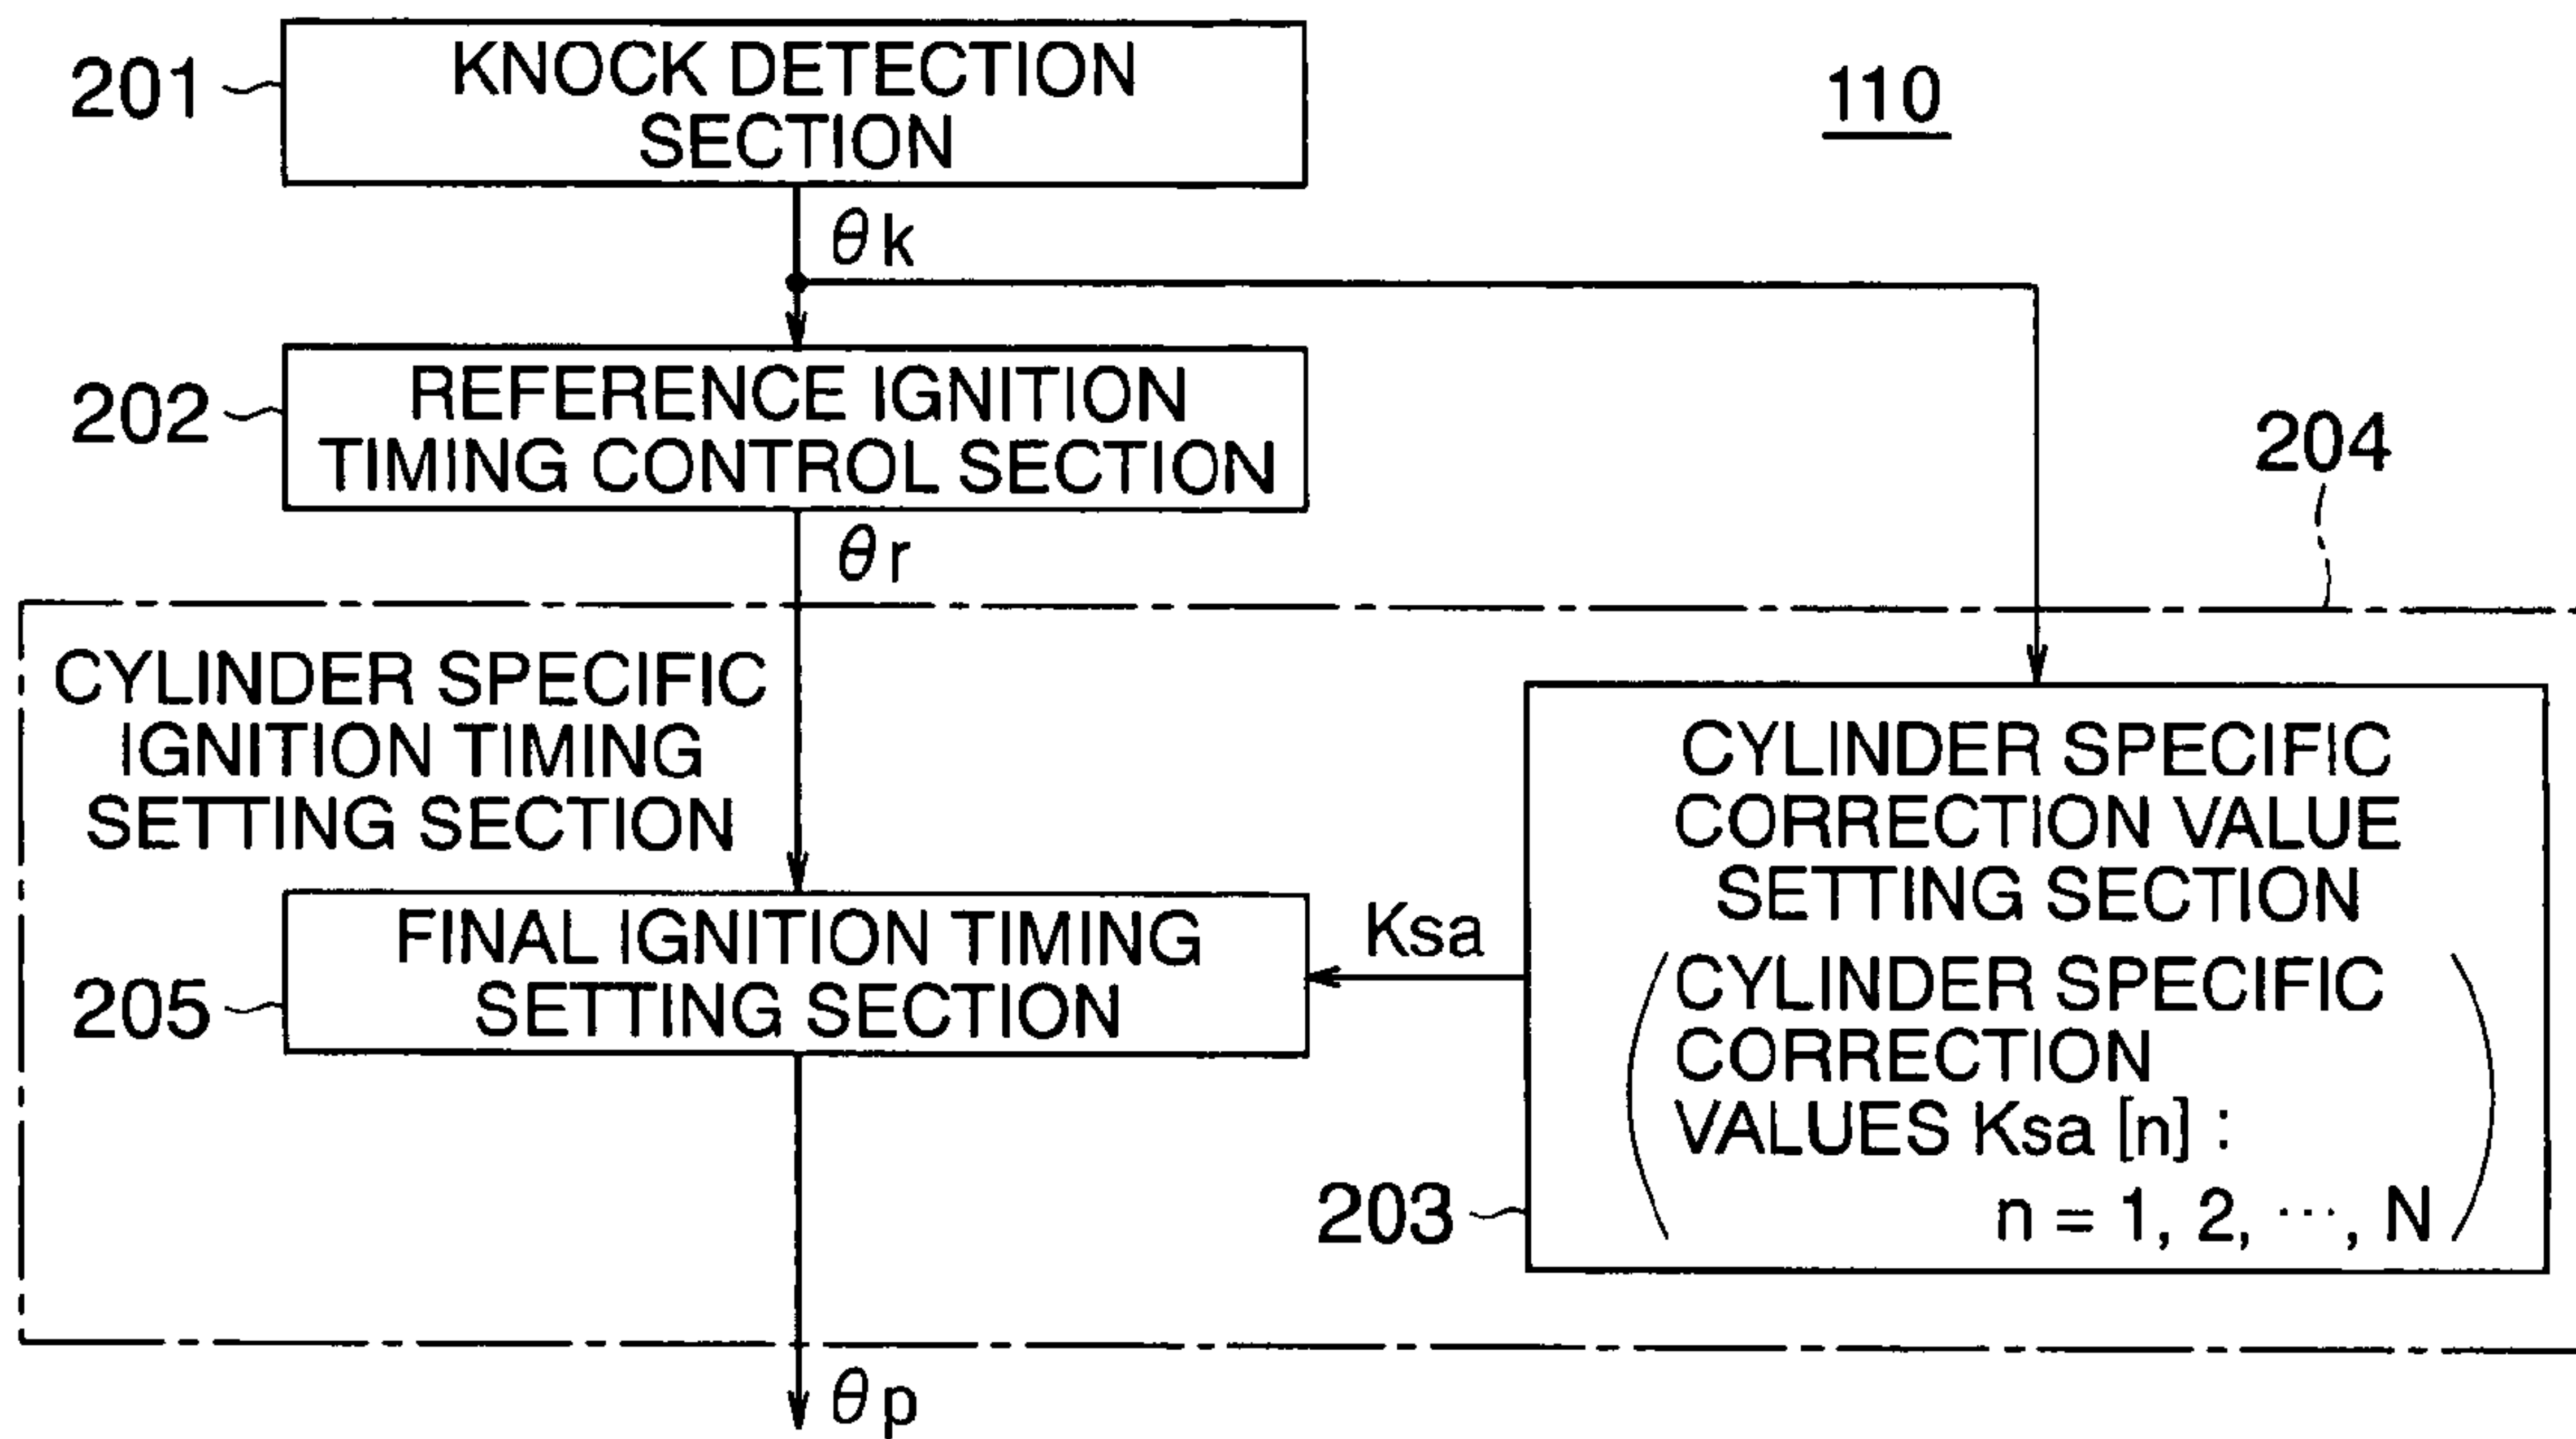 201
KNOCK DETECTION
SECTION
110
θk
202
REFERENCE IGNITION
TIMING CONTROL SECTION
204
θr
CYLINDER SPECIFIC
IGNITION TIMING
SETTING SECTION
205
FINAL IGNITION TIMING
SETTING SECTION
Ksa
CYLINDER SPECIFIC
CORRECTION VALUE
SETTING SECTION
(CYLINDER SPECIFIC
CORRECTION
VALUES Ksa [n] :
n = 1, 2, ⋯, N)
203
θp